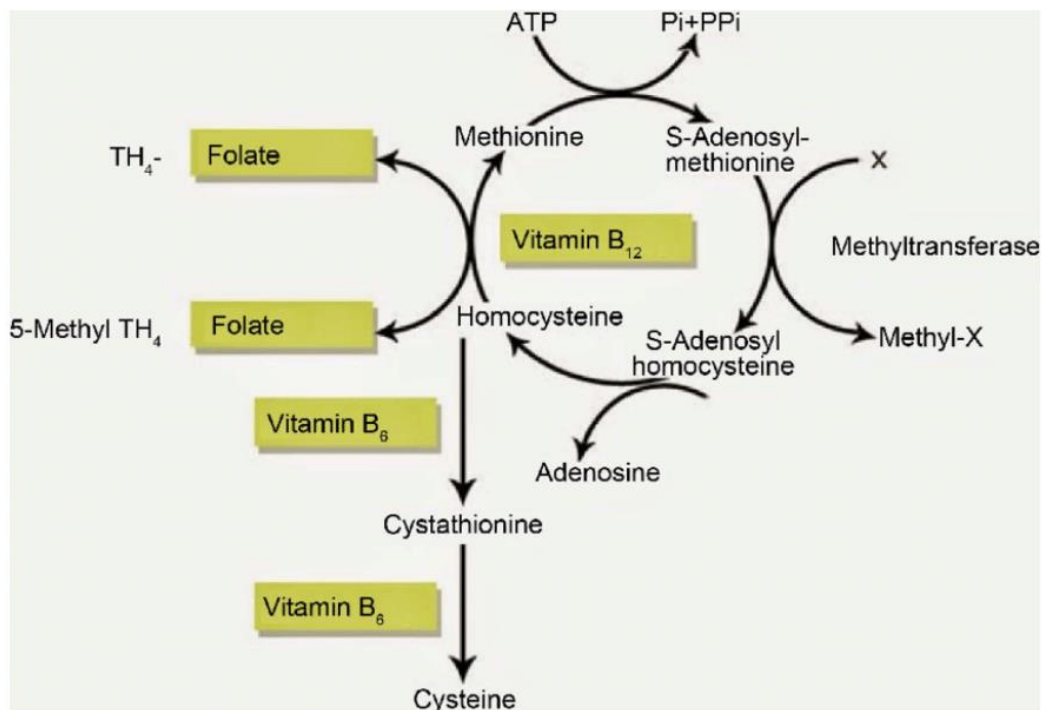 ATP
Pi+PPi
TH₄-
Folate
Methionine
S-Adenosyl-
methionine
X
Vitamin B₁₂
Methyltransferase
5-Methyl TH₄
Folate
Homocysteine
S-Adenosyl
homocysteine
Methyl-X
Vitamin B₆
Adenosine
Cystathionine
Vitamin B₆
Cysteine